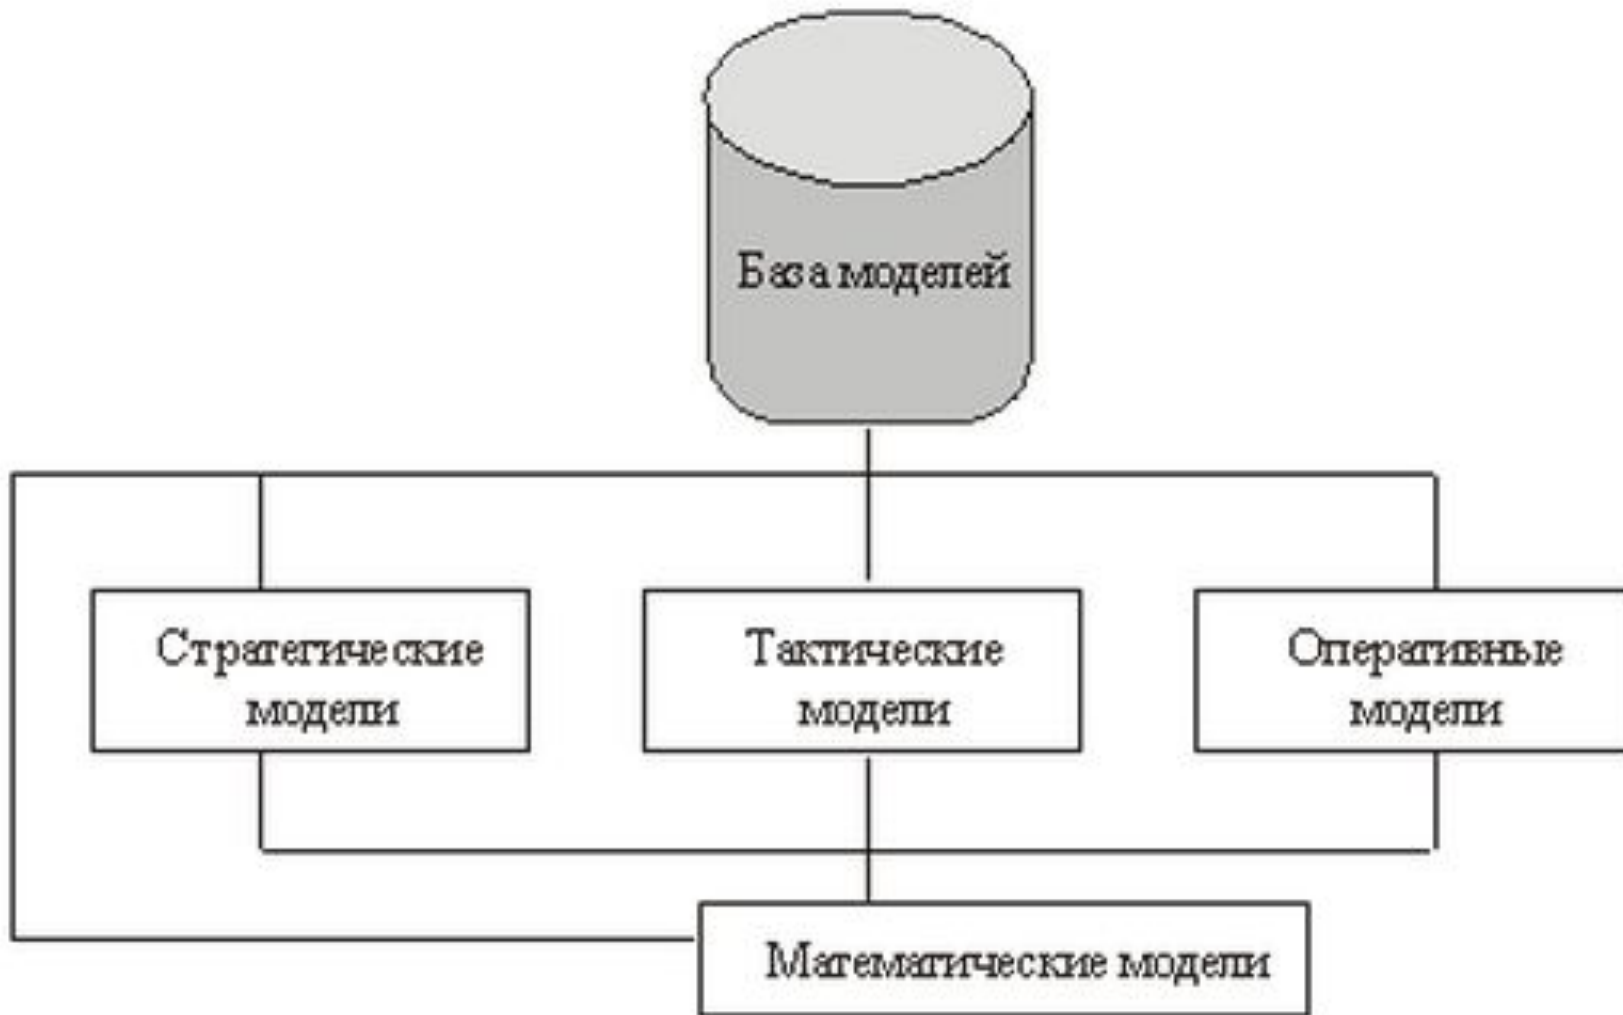 База моделей
Стратегические
модели
Тактические
модели
Оперативные
модели
Математические модели